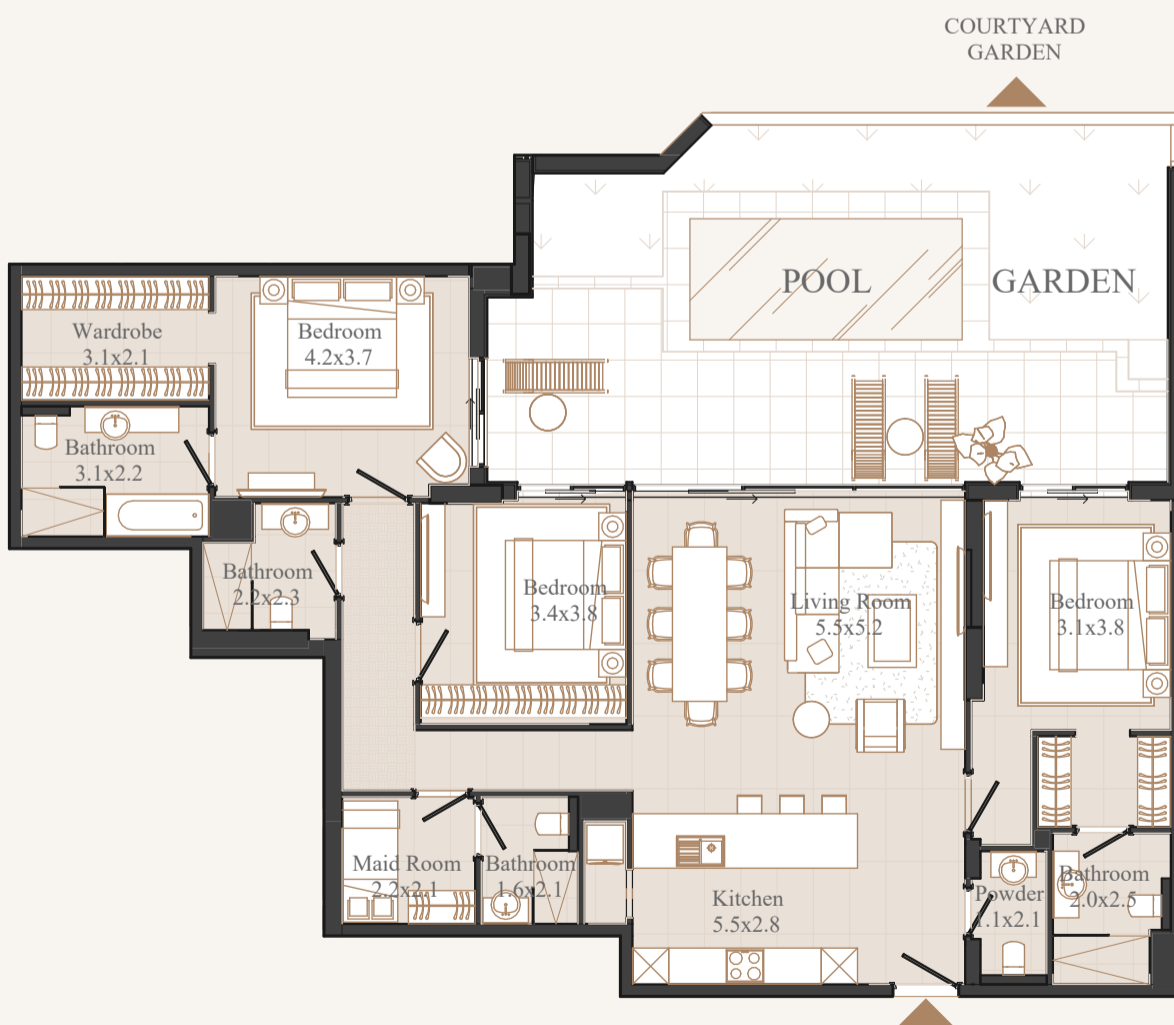 COURTYARD
GARDEN
POOL
GARDEN
Wardrobe
3.1x2.1
Bedroom
4.2x3.7
Bathroom
3.1x2.2
Bathroom
2.2x2.3
Bedroom
3.4x3.8
Living Room
5.5x5.2
Bedroom
3.1x3.8
Maid Room
2.2x2.1
Bathroom
1.6x2.1
Kitchen
5.5x2.8
Powder
1.1x2.1
Bathroom
2.0x2.5